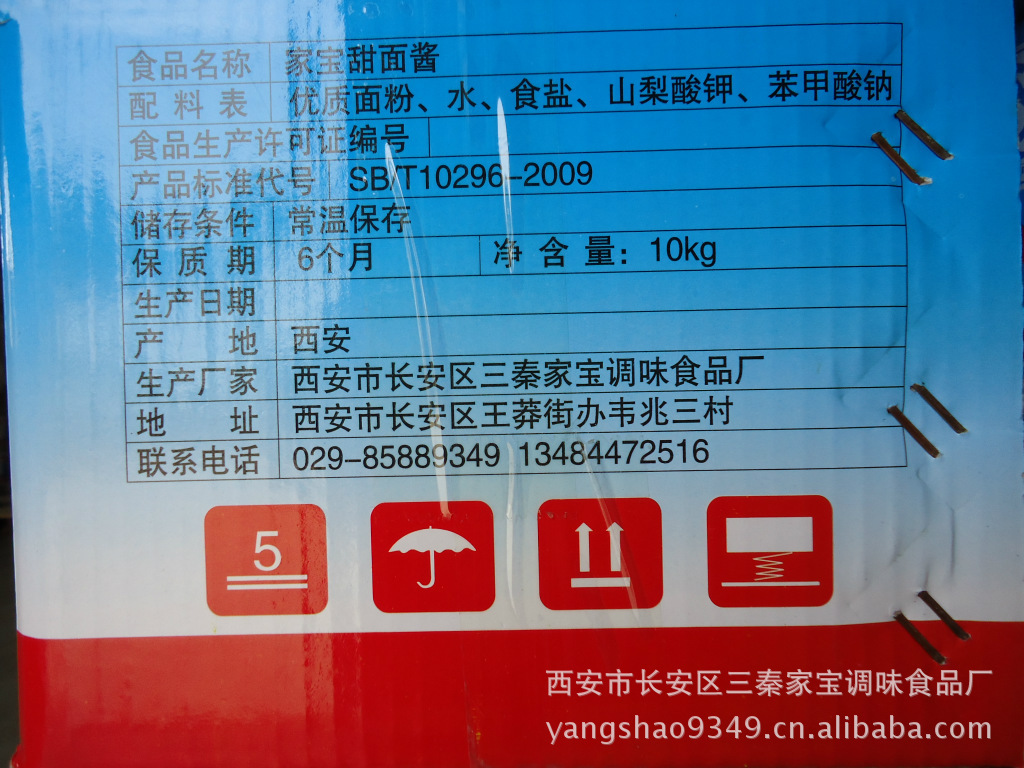 食品名称 家宝甜面酱
配料表 优质面粉、水、食盐、山梨酸钾、苯甲酸钠
食品生产许可证编号
产品标准代号 SB/T10296-2009
储存条件 常温保存
保质期 6个月 净含量：10kg
生产日期
产地 西安
生产厂家 西安市长安区三秦家宝调味食品厂
地址 西安市长安区王莽街办韦兆三村
联系电话 029-85889349 13484472516
5
西安市长安区三秦家宝调味食品厂
yangshao9349.cn.alibaba.com